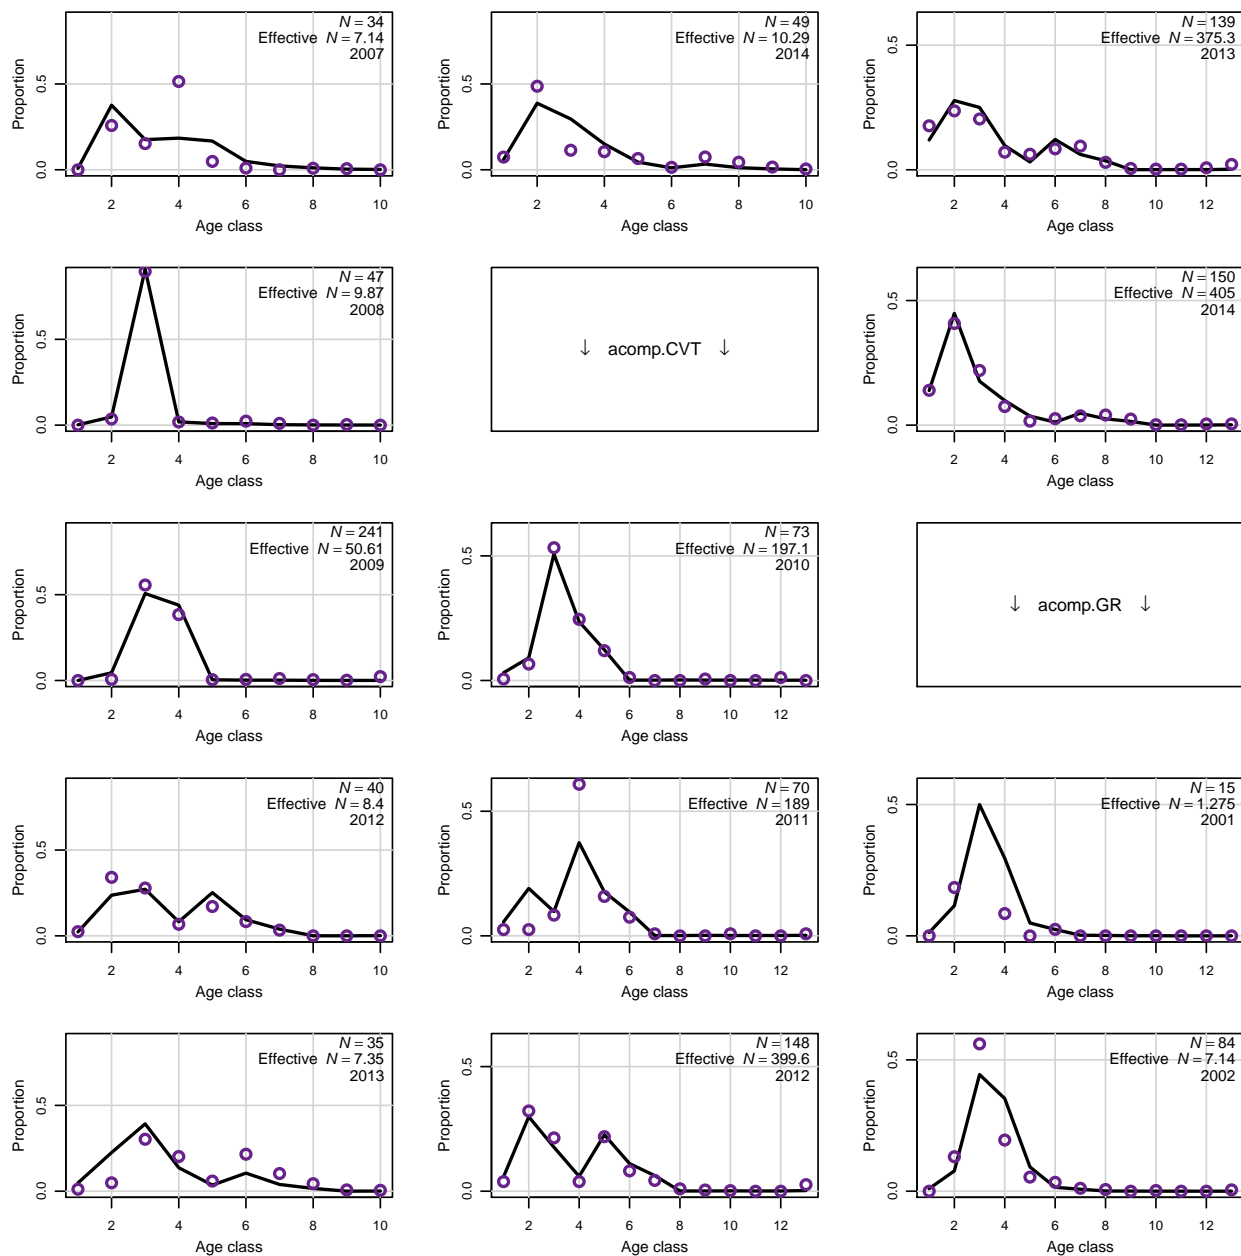 N = 34
Effective N = 7.14
2007
Proportion
0.0
0.5
2 4 6 8 10
Age class
N = 47
Effective N = 9.87
2008
Proportion
0.0
0.5
2 4 6 8 10
Age class
N = 241
Effective N = 50.61
2009
Proportion
0.0
0.5
2 4 6 8 10
Age class
N = 40
Effective N = 8.4
2012
Proportion
0.0
0.5
2 4 6 8 10
Age class
N = 35
Effective N = 7.35
2013
Proportion
0.0
0.5
2 4 6 8 10
Age class
N = 49
Effective N = 10.29
2014
Proportion
0.0
0.5
2 4 6 8 10
Age class
↓ acomp.CVT ↓
N = 73
Effective N = 197.1
2010
Proportion
0.0
0.5
2 4 6 8 10 12
Age class
N = 70
Effective N = 189
2011
Proportion
0.0
0.5
2 4 6 8 10 12
Age class
N = 148
Effective N = 399.6
2012
Proportion
0.0
0.5
2 4 6 8 10 12
Age class
N = 139
Effective N = 375.3
2013
Proportion
0.0
0.5
2 4 6 8 10 12
Age class
N = 150
Effective N = 405
2014
Proportion
0.0
0.5
2 4 6 8 10 12
Age class
↓ acomp.GR ↓
N = 15
Effective N = 1.275
2001
Proportion
0.0
0.5
2 4 6 8 10 12
Age class
N = 84
Effective N = 7.14
2002
Proportion
0.0
0.5
2 4 6 8 10 12
Age class